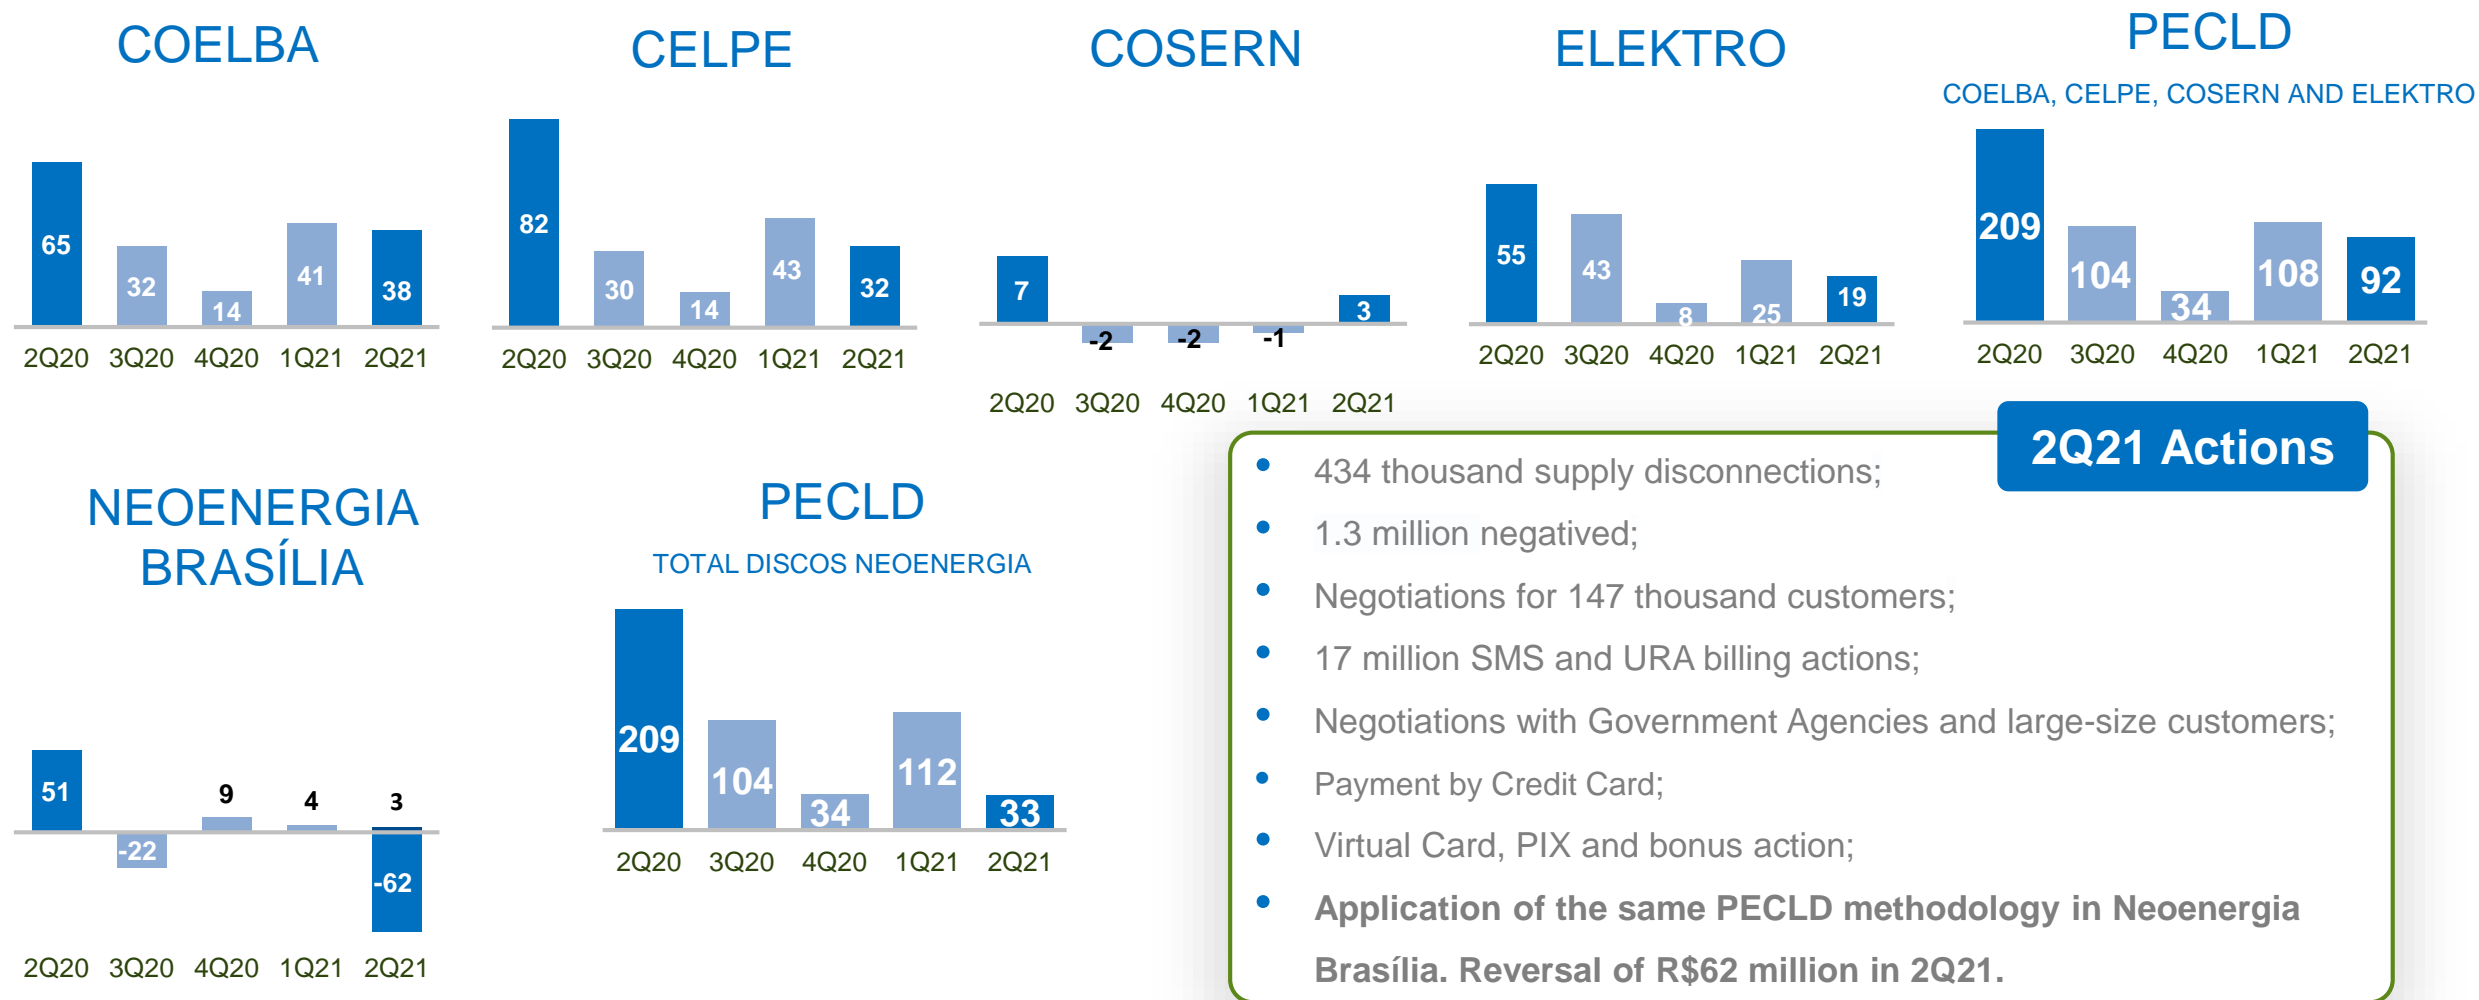 COELBA
65
32
14
41
38
2Q20 3Q20 4Q20 1Q21 2Q21
CELPE
82
30
14
43
32
2Q20 3Q20 4Q20 1Q21 2Q21
COSERN
7
-2
-2
-1
3
2Q20 3Q20 4Q20 1Q21 2Q21
ELEKTRO
55
43
8
25
19
2Q20 3Q20 4Q20 1Q21 2Q21
PECLD
COELBA, CELPE, COSERN AND ELEKTRO
209
104
34
108
92
2Q20 3Q20 4Q20 1Q21 2Q21
NEOENERGIA
BRASÍLIA
51
-22
9
4
3
-62
2Q20 3Q20 4Q20 1Q21 2Q21
PECLD
TOTAL DISCOS NEOENERGIA
209
104
34
112
33
2Q20 3Q20 4Q20 1Q21 2Q21
2Q21 Actions
• 434 thousand supply disconnections;
• 1.3 million negatived;
• Negotiations for 147 thousand customers;
• 17 million SMS and URA billing actions;
• Negotiations with Government Agencies and large-size customers;
• Payment by Credit Card;
• Virtual Card, PIX and bonus action;
• Application of the same PECLD methodology in Neoenergia
Brasília. Reversal of R$62 million in 2Q21.